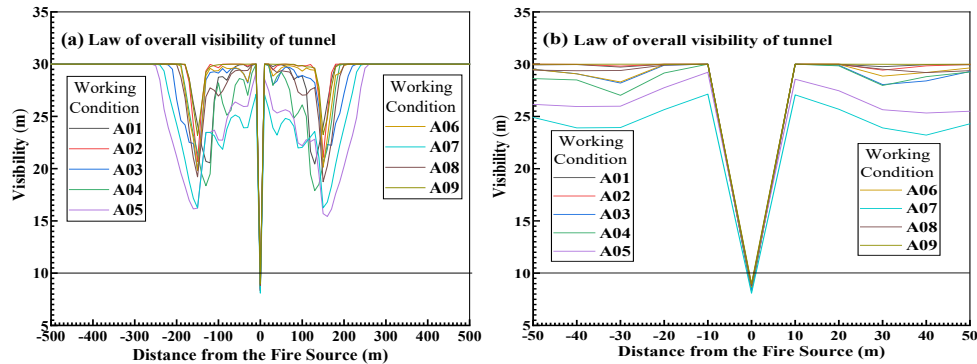 35
30
25
20
15
10
5
Visibility (m)
(a) Law of overall visibility of tunnel
Working
Condition
A01
A02
A03
A04
A05
Working
Condition
A06
A07
A08
A09
-500 -400 -300 -200 -100 0 100 200 300 400 500
Distance from the Fire Source (m)
35
30
25
20
15
10
5
Visibility (m)
(b) Law of overall visibility of tunnel
Working
Condition
A01
A02
A03
A04
A05
Working
Condition
A06
A07
A08
A09
-50 -40 -30 -20 -10 0 10 20 30 40 50
Distance from the Fire Source (m)